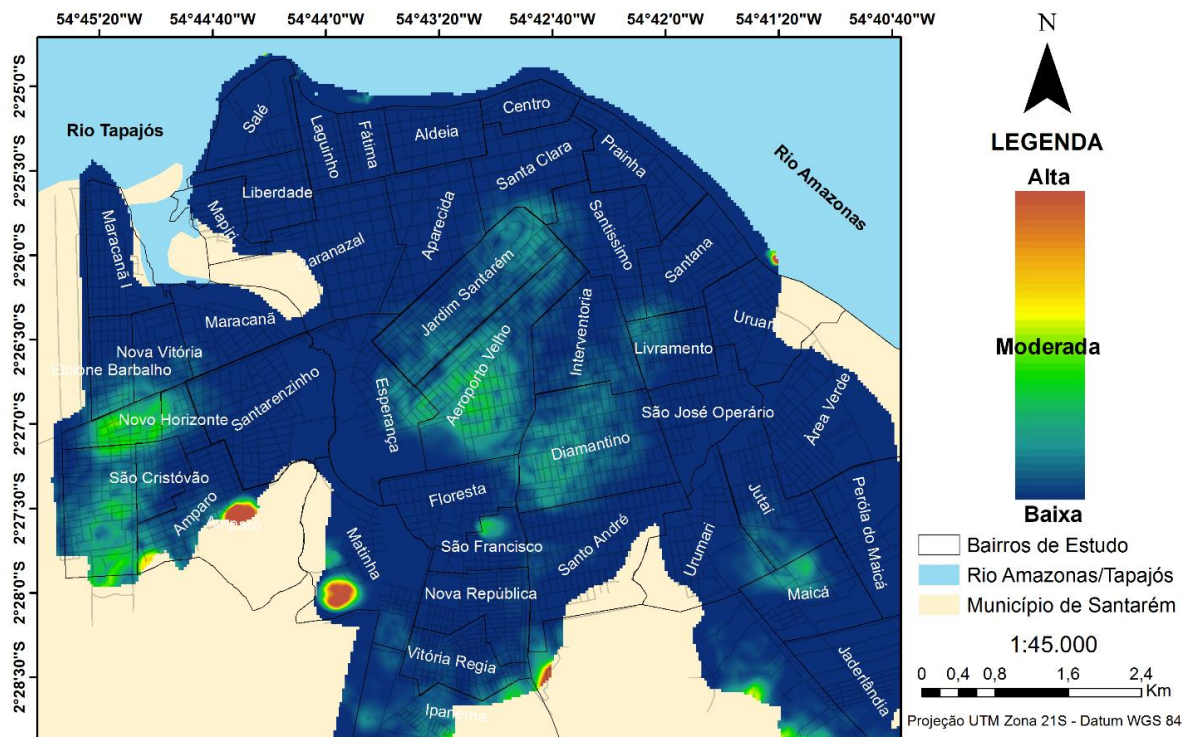 54°45'20"W 54°44'40"W 54°44'0"W 54°43'20"W 54°42'40"W 54°42'0"W 54°41'20"W 54°40'40"W
2°25'0"S
2°25'30"S
2°26'0"S
2°26'30"S
2°27'0"S
2°27'30"S
2°28'0"S
2°28'30"S
Rio Tapajós
Rio Amazonas
Salé
Laguinho
Fátima
Aldeia
Centro
Prainha
Santa Clara
Liberdade
Mapiri
Maracanã I
Caranazal
Aparecida
Santissimo
Santana
Maracanã
Jardim Santarém
Interventoria
Uruar
Nova Vitória
Elcione Barbalho
Livramento
Santarenzinho
Esperança
Aeroporto Velho
Novo Horizonte
São José Operário
Àrea Verde
Diamantino
São Cristóvão
Floresta
Amparo
Amparo
Jutaí
Peróla do Maicá
Matinha
São Francisco
Santo André
Urumari
Nova República
Maicá
Vitória Regia
Jaderlândia
Ipanema
N
LEGENDA
Alta
Moderada
Baixa
Bairros de Estudo
Rio Amazonas/Tapajós
Município de Santarém
1:45.000
0 0,4 0,8 1,6 2,4
Km
Projeção UTM Zona 21S - Datum WGS 84